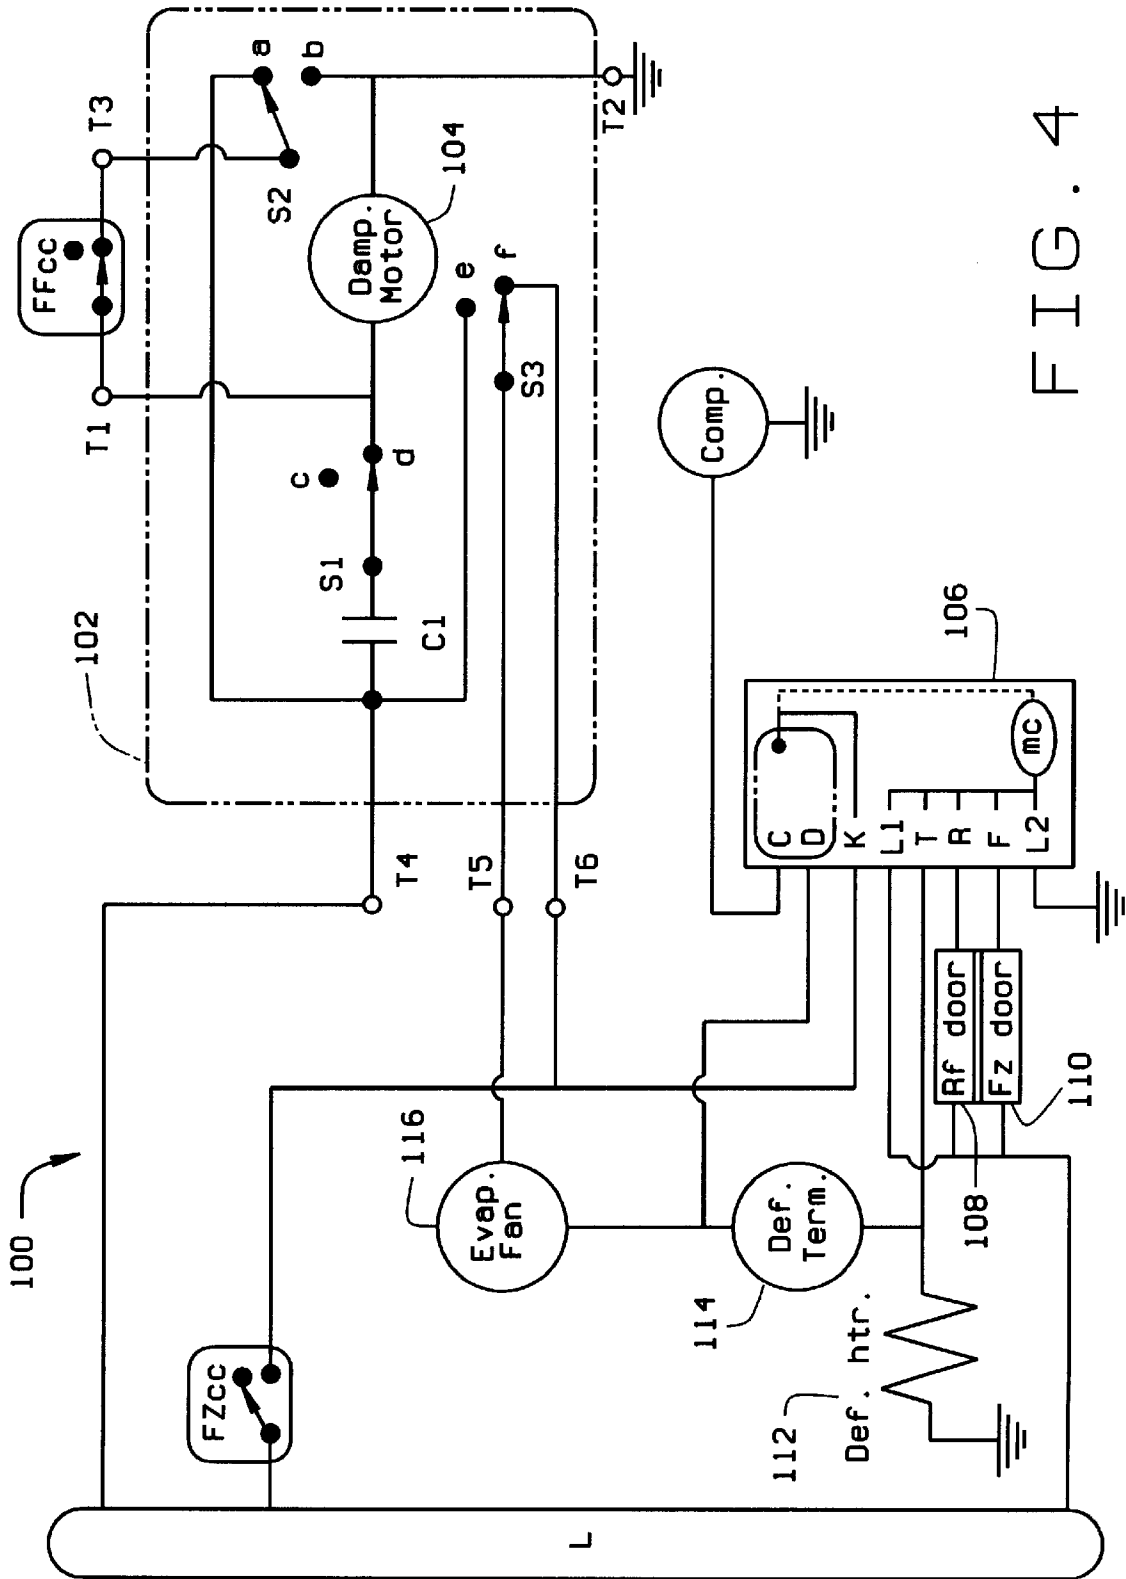 100
102
FFcc
T1
T3
a
b
S2
c
S1
d
C1
Damp.
Motor
104
e
f
S3
T2
T4
T5
T6
FZcc
L
Evap.
Fan
116
Comp.
106
C
D
K
L1
T
R
F
L2
mc
Def.
Term.
114
Def. htr.
112
Rf door
Fz door
108
110
FIG. 4